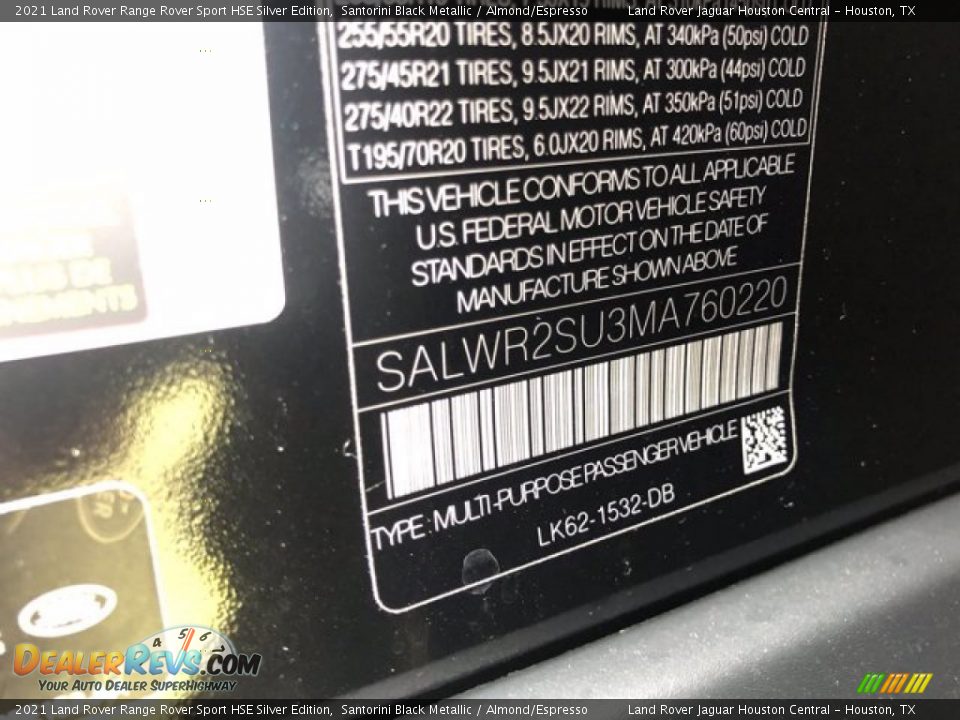 2021 Land Rover Range Rover Sport HSE Silver Edition, Santorini Black Metallic / Almond/Espresso Land Rover Jaguar Houston Central - Houston, TX
255/55R20 TIRES, 8.5JX20 RIMS, AT 340kPa (50psi) COLD
275/45R21 TIRES, 9.5JX21 RIMS, AT 300kPa (44psi) COLD
275/40R22 TIRES, 9.5JX22 RIMS, AT 350kPa (51psi) COLD
T195/70R20 TIRES, 6.0JX20 RIMS, AT 420kPa (60psi) COLD
THIS VEHICLE CONFORMS TO ALL APPLICABLE
U.S. FEDERAL MOTOR VEHICLE SAFETY
STANDARDS IN EFFECT ON THE DATE OF
MANUFACTURE SHOWN ABOVE
SALWR2SU3MA760220
TYPE : MULTI-PURPOSE PASSENGER VEHICLE
LK62-1532-DB
4 5 6
DEALERREVS.COM
YOUR AUTO DEALER SUPERHIGHWAY
2021 Land Rover Range Rover Sport HSE Silver Edition, Santorini Black Metallic / Almond/Espresso Land Rover Jaguar Houston Central - Houston, TX